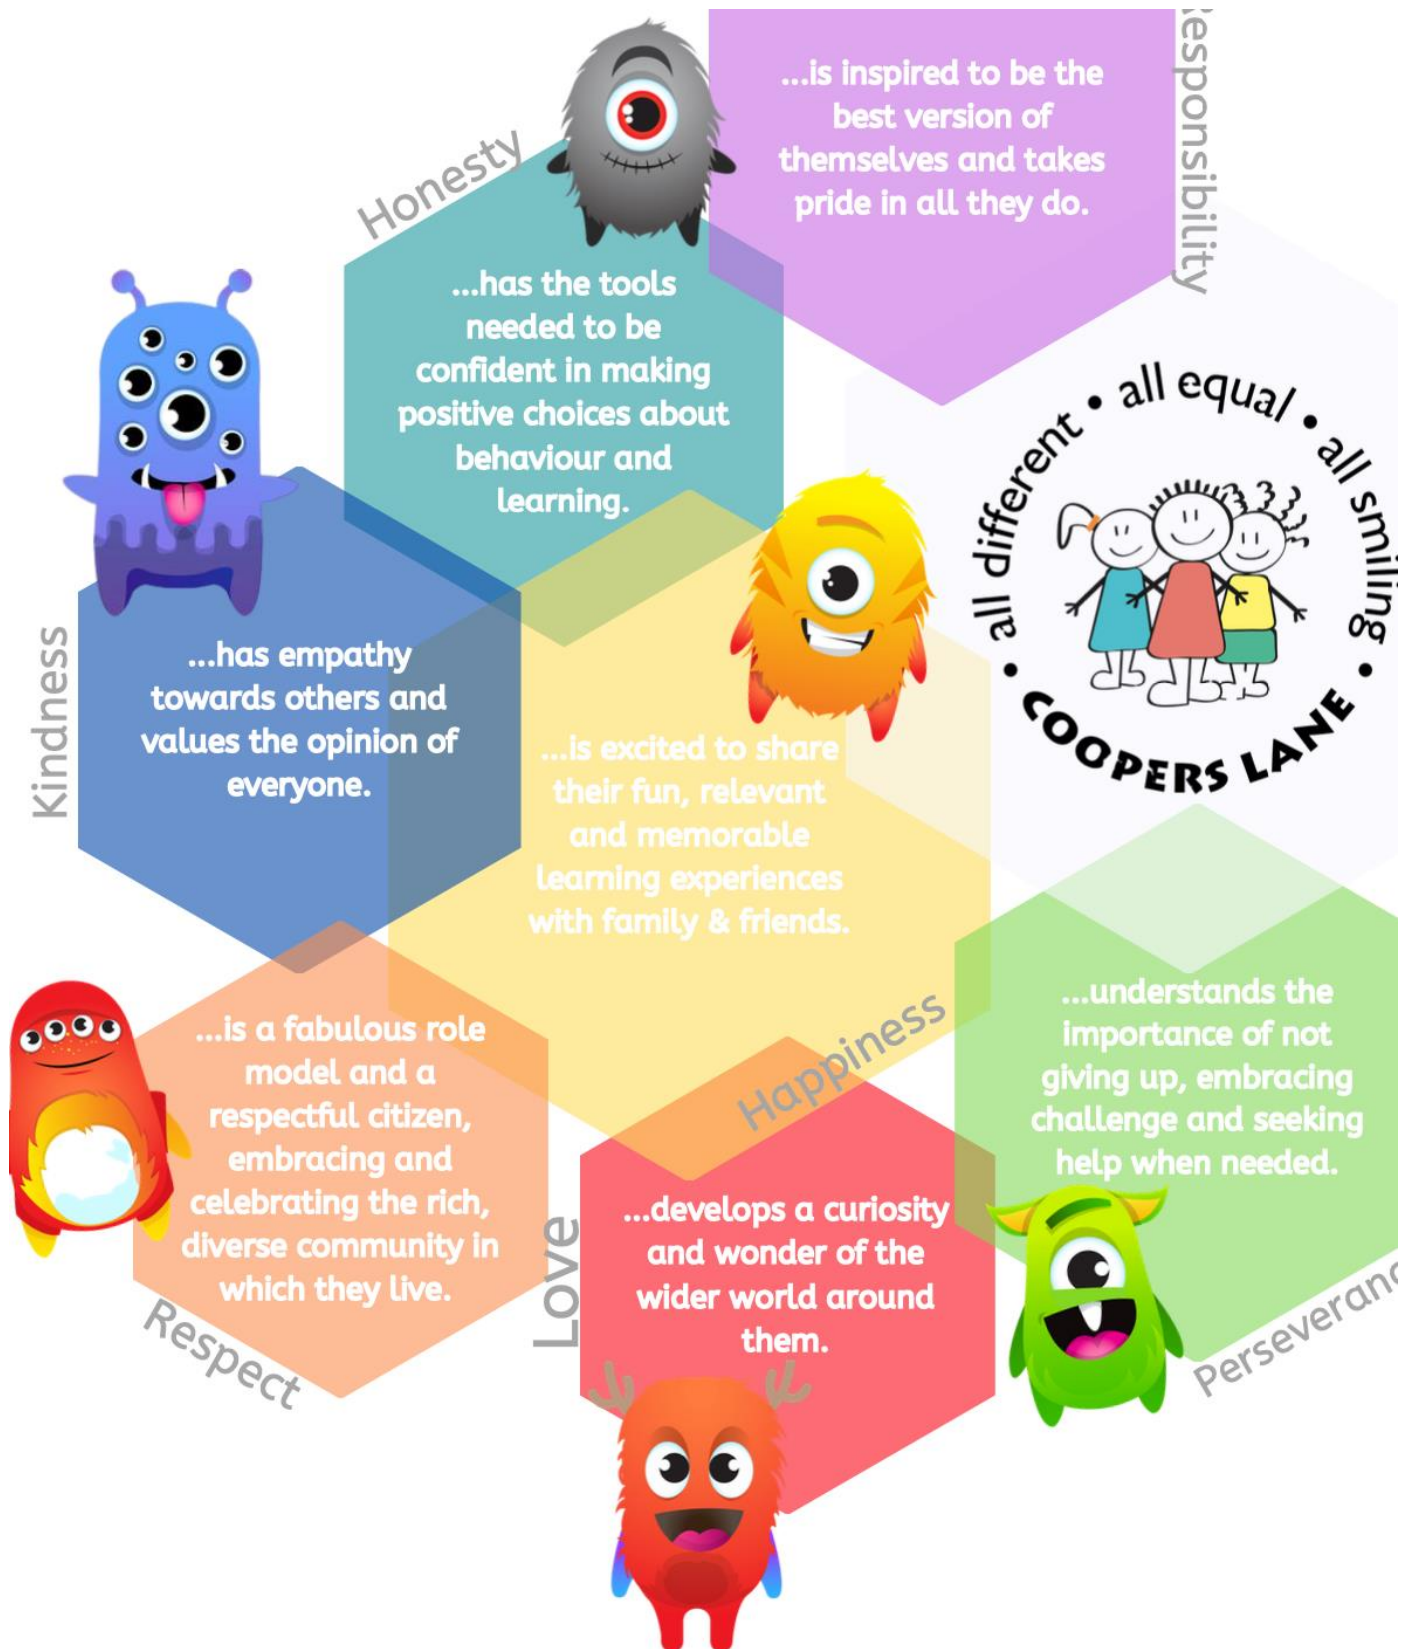 esponsibility
...is inspired to be the
best version of
themselves and takes
pride in all they do.
Honesty
...has the tools
needed to be
confident in making
positive choices about
behaviour and
learning.
• all different • all equal • all smiling •
COOPERS LANE
Kindness
...has empathy
towards others and
values the opinion of
everyone.
...is excited to share
their fun, relevant
and memorable
learning experiences
with family & friends.
Happiness
...understands the
importance of not
giving up, embracing
challenge and seeking
help when needed.
Perseveranc
...is a fabulous role
model and a
respectful citizen,
embracing and
celebrating the rich,
diverse community in
which they live.
Respect
Love
...develops a curiosity
and wonder of the
wider world around
them.